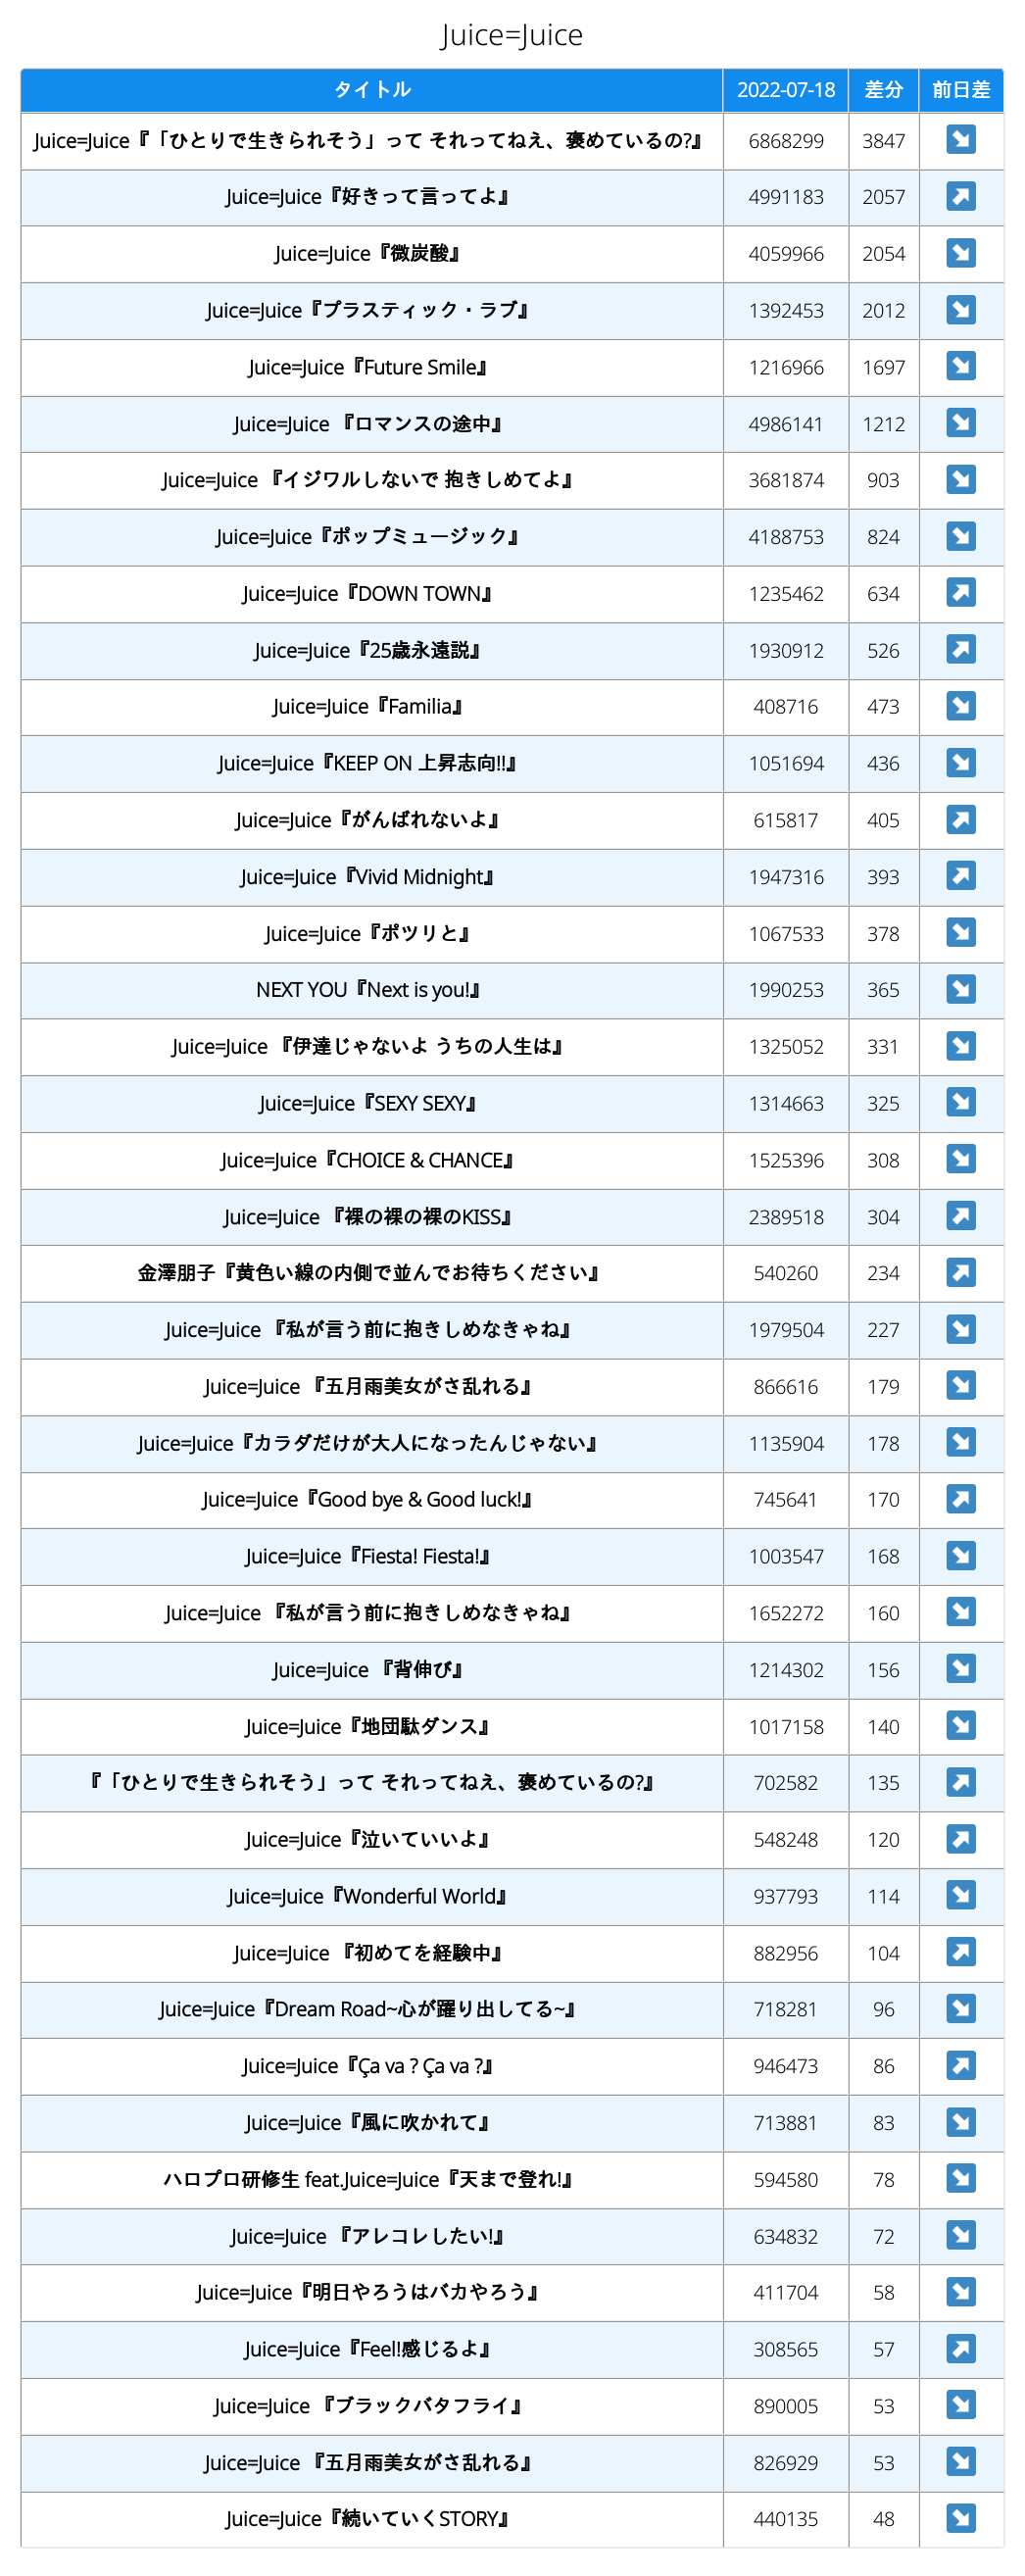 Juice=Juice
タイトル 2022-07-18 差分 前日差
Juice=Juice『「ひとりで生きられそう」って それってねえ、褒めているの?』 6868299 3847 ↘
Juice=Juice『好きって言ってよ』 4991183 2057 ↗
Juice=Juice『微炭酸』 4059966 2054 ↘
Juice=Juice『プラスティック・ラブ』 1392453 2012 ↘
Juice=Juice『Future Smile』 1216966 1697 ↘
Juice=Juice 『ロマンスの途中』 4986141 1212 ↘
Juice=Juice 『イジワルしないで 抱きしめてよ』 3681874 903 ↘
Juice=Juice『ポップミュージック』 4188753 824 ↘
Juice=Juice『DOWN TOWN』 1235462 634 ↗
Juice=Juice『25歳永遠説』 1930912 526 ↗
Juice=Juice『Familia』 408716 473 ↘
Juice=Juice『KEEP ON 上昇志向!!』 1051694 436 ↘
Juice=Juice『がんばれないよ』 615817 405 ↗
Juice=Juice『Vivid Midnight』 1947316 393 ↗
Juice=Juice『ポツリと』 1067533 378 ↘
NEXT YOU『Next is you!』 1990253 365 ↘
Juice=Juice 『伊達じゃないよ うちの人生は』 1325052 331 ↘
Juice=Juice『SEXY SEXY』 1314663 325 ↘
Juice=Juice『CHOICE & CHANCE』 1525396 308 ↘
Juice=Juice 『裸の裸の裸のKISS』 2389518 304 ↗
金澤朋子『黄色い線の内側で並んでお待ちください』 540260 234 ↗
Juice=Juice 『私が言う前に抱きしめなきゃね』 1979504 227 ↘
Juice=Juice 『五月雨美女がさ乱れる』 866616 179 ↘
Juice=Juice『カラダだけが大人になったんじゃない』 1135904 178 ↘
Juice=Juice『Good bye & Good luck!』 745641 170 ↗
Juice=Juice『Fiesta! Fiesta!』 1003547 168 ↘
Juice=Juice 『私が言う前に抱きしめなきゃね』 1652272 160 ↘
Juice=Juice 『背伸び』 1214302 156 ↘
Juice=Juice『地団駄ダンス』 1017158 140 ↘
『「ひとりで生きられそう」って それってねえ、褒めているの?』 702582 135 ↗
Juice=Juice『泣いていいよ』 548248 120 ↗
Juice=Juice『Wonderful World』 937793 114 ↘
Juice=Juice 『初めてを経験中』 882956 104 ↗
Juice=Juice『Dream Road~心が躍り出してる~』 718281 96 ↘
Juice=Juice『Ça va ? Ça va ?』 946473 86 ↗
Juice=Juice『風に吹かれて』 713881 83 ↘
ハロプロ研修生 feat.Juice=Juice『天まで登れ!』 594580 78 ↘
Juice=Juice 『アレコレしたい!』 634832 72 ↘
Juice=Juice『明日やろうはバカやろう』 411704 58 ↘
Juice=Juice『Feel!感じるよ』 308565 57 ↗
Juice=Juice 『ブラックバタフライ』 890005 53 ↘
Juice=Juice 『五月雨美女がさ乱れる』 826929 53 ↘
Juice=Juice『続いていくSTORY』 440135 48 ↘